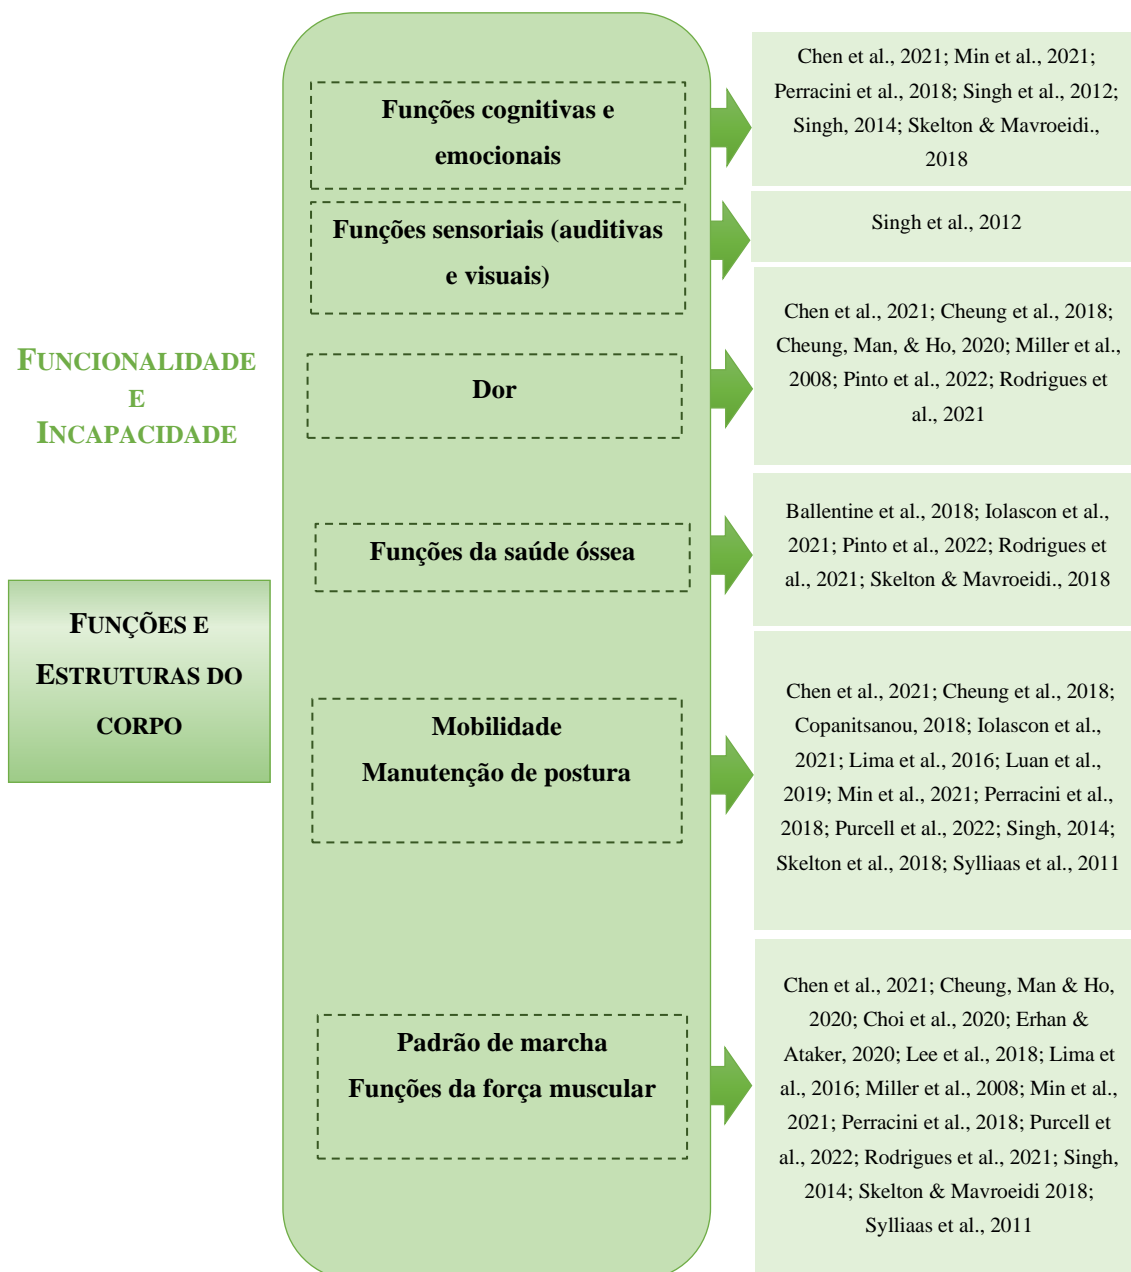 FUNCIONALIDADE
E
INCAPACIDADE
FUNÇÕES E
ESTRUTURAS DO
CORPO
Funções cognitivas e
emocionais
Chen et al., 2021; Min et al., 2021;
Perracini et al., 2018; Singh et al., 2012;
Singh, 2014; Skelton & Mavroeidi., 2018
Funções sensoriais (auditivas
e visuais)
Singh et al., 2012
Dor
Chen et al., 2021; Cheung et al., 2018;
Cheung, Man, & Ho, 2020; Miller et al.,
2008; Pinto et al., 2022; Rodrigues et
al., 2021
Funções da saúde óssea
Ballentine et al., 2018; Iolascon et al.,
2021; Pinto et al., 2022; Rodrigues et
al., 2021; Skelton & Mavroeidi., 2018
Mobilidade
Manutenção de postura
Chen et al., 2021; Cheung et al., 2018;
Copanitsanou, 2018; Iolascon et al.,
2021; Lima et al., 2016; Luan et al.,
2019; Min et al., 2021; Perracini et al.,
2018; Purcell et al., 2022; Singh, 2014;
Skelton et al., 2018; Sylliaas et al., 2011
Padrão de marcha
Funções da força muscular
Chen et al., 2021; Cheung, Man & Ho,
2020; Choi et al., 2020; Erhan &
Ataker, 2020; Lee et al., 2018; Lima et
al., 2016; Miller et al., 2008; Min et al.,
2021; Perracini et al., 2018; Purcell et
al., 2022; Rodrigues et al., 2021; Singh,
2014; Skelton & Mavroeidi 2018;
Sylliaas et al., 2011